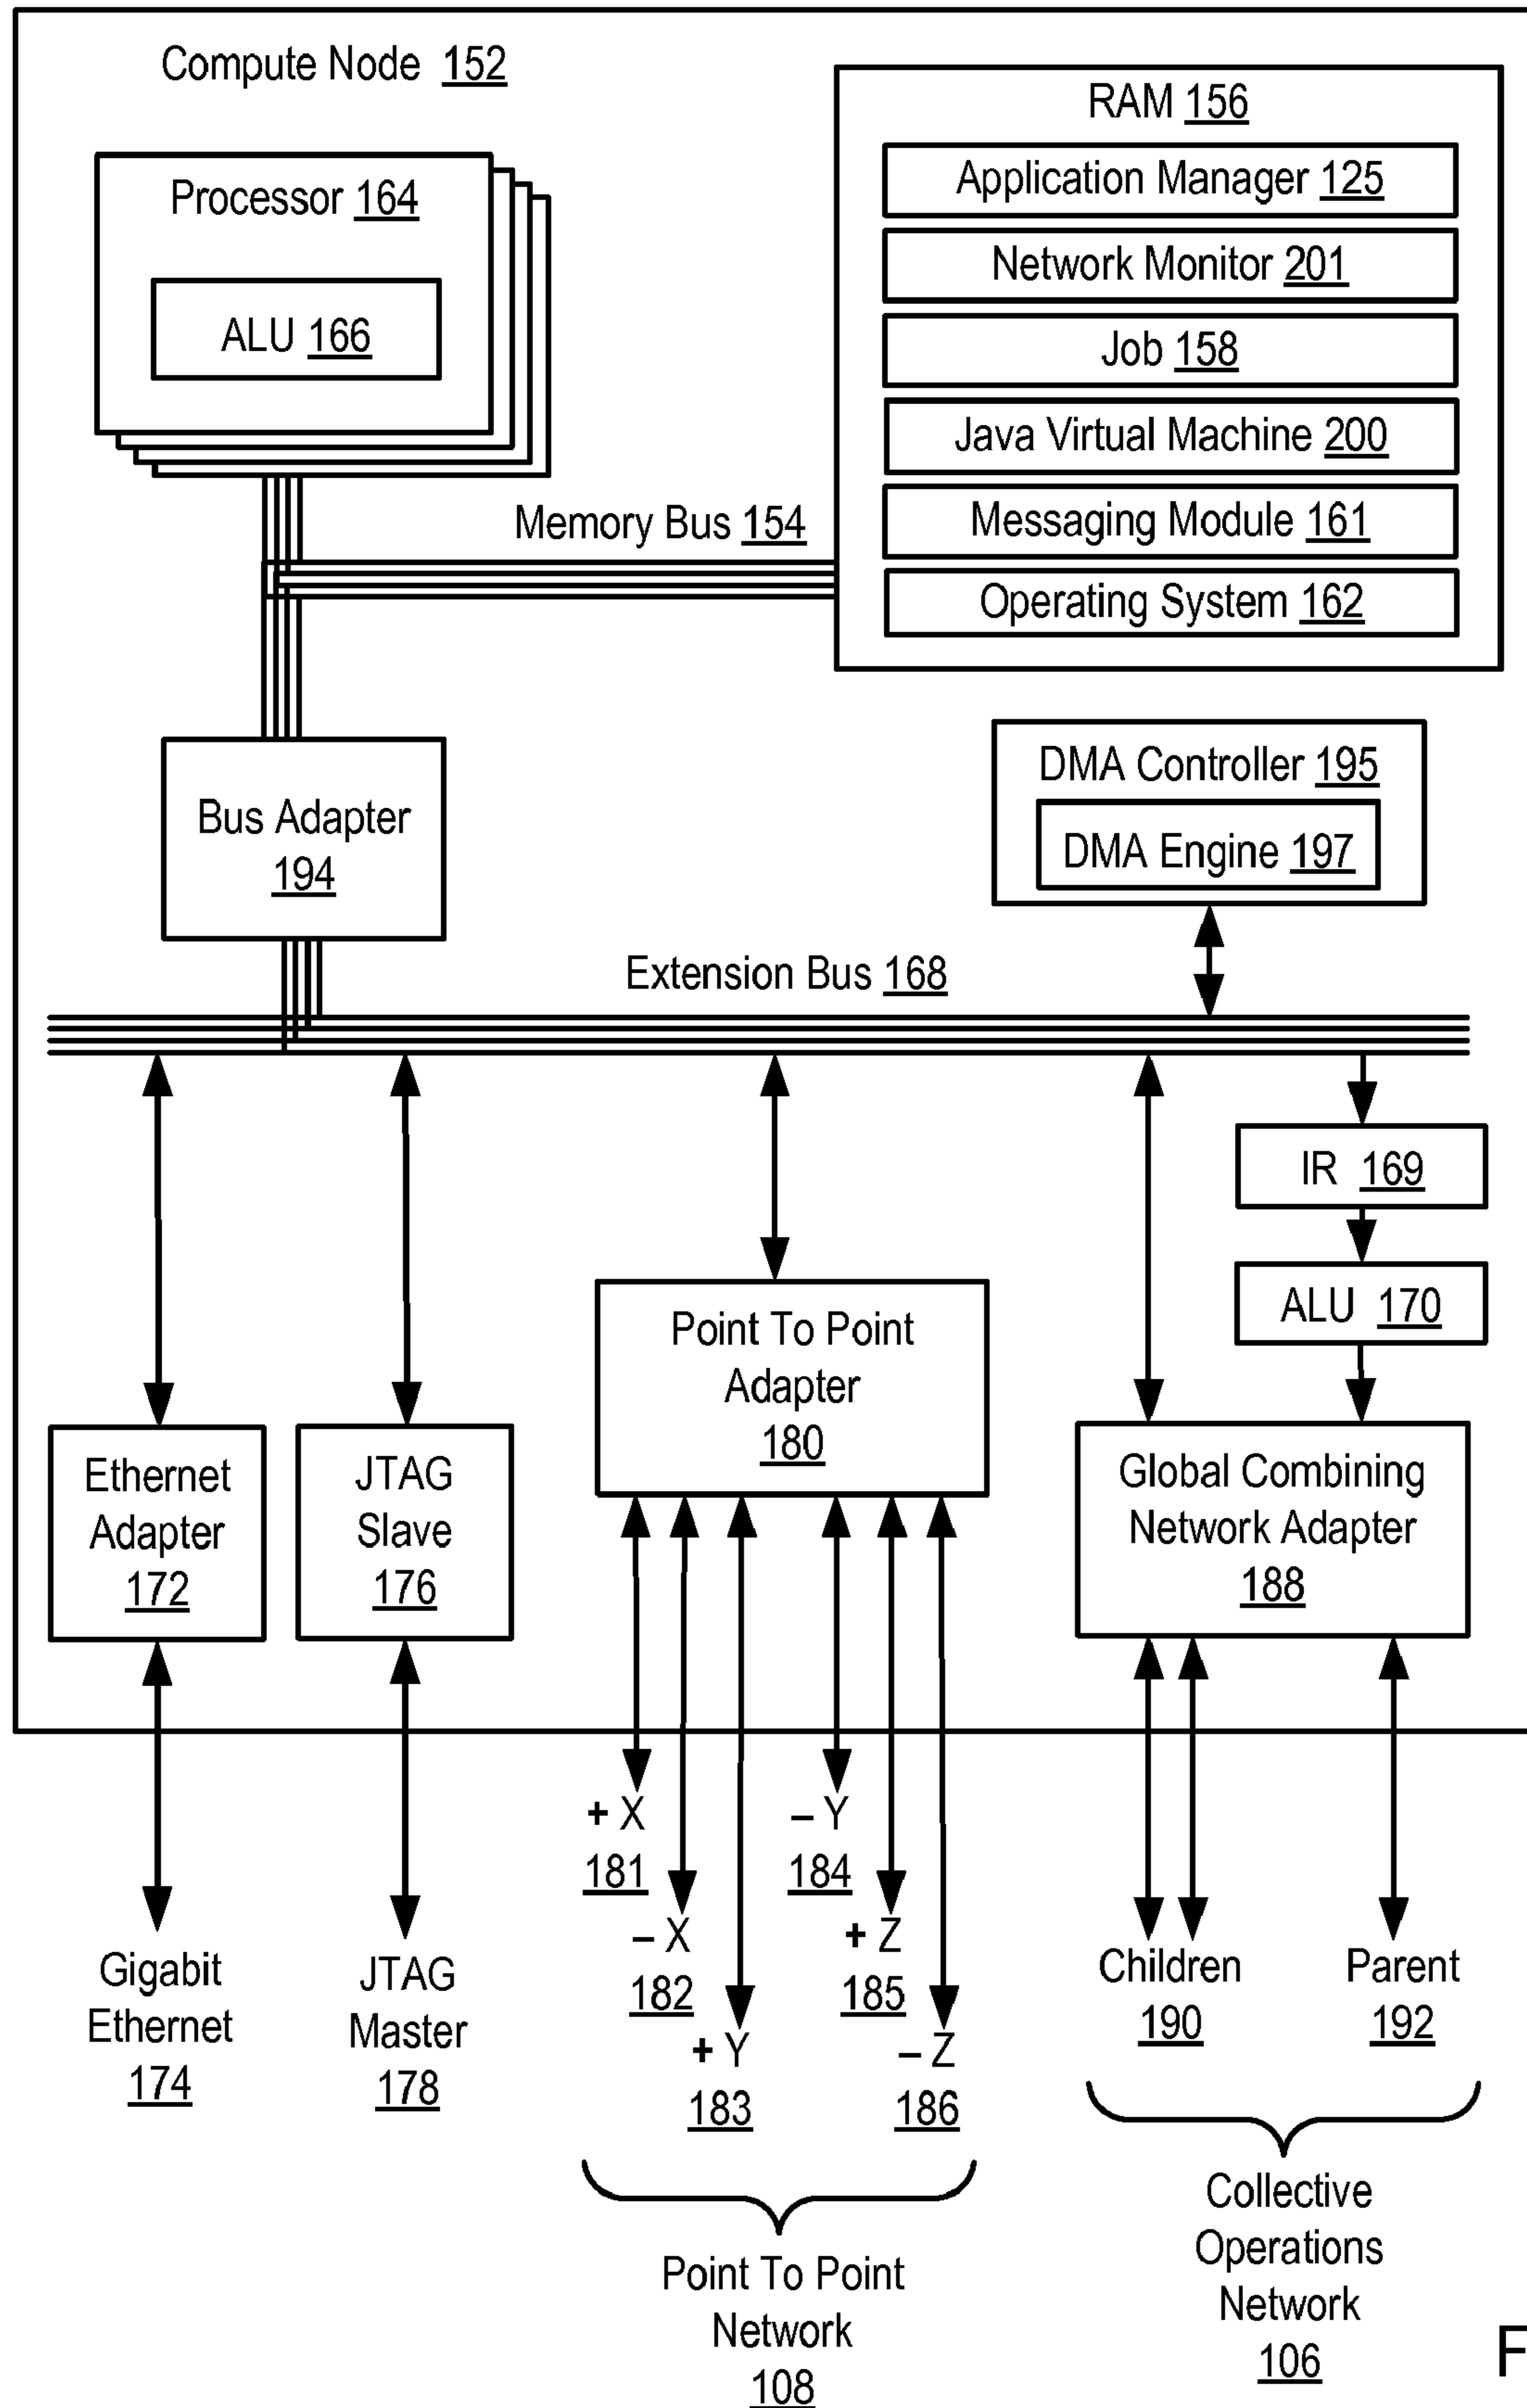 Compute Node 152
RAM 156
Application Manager 125
Network Monitor 201
Job 158
Java Virtual Machine 200
Messaging Module 161
Operating System 162
Processor 164
ALU 166
Memory Bus 154
Bus Adapter
194
DMA Controller 195
DMA Engine 197
Extension Bus 168
IR 169
ALU 170
Point To Point
Adapter
180
Ethernet
Adapter
172
JTAG
Slave
176
Global Combining
Network Adapter
188
+ X
181
– X
182
+ Y
183
– Y
184
+ Z
185
– Z
186
Gigabit
Ethernet
174
JTAG
Master
178
Children
190
Parent
192
Point To Point
Network
108
Collective
Operations
Network
106
F